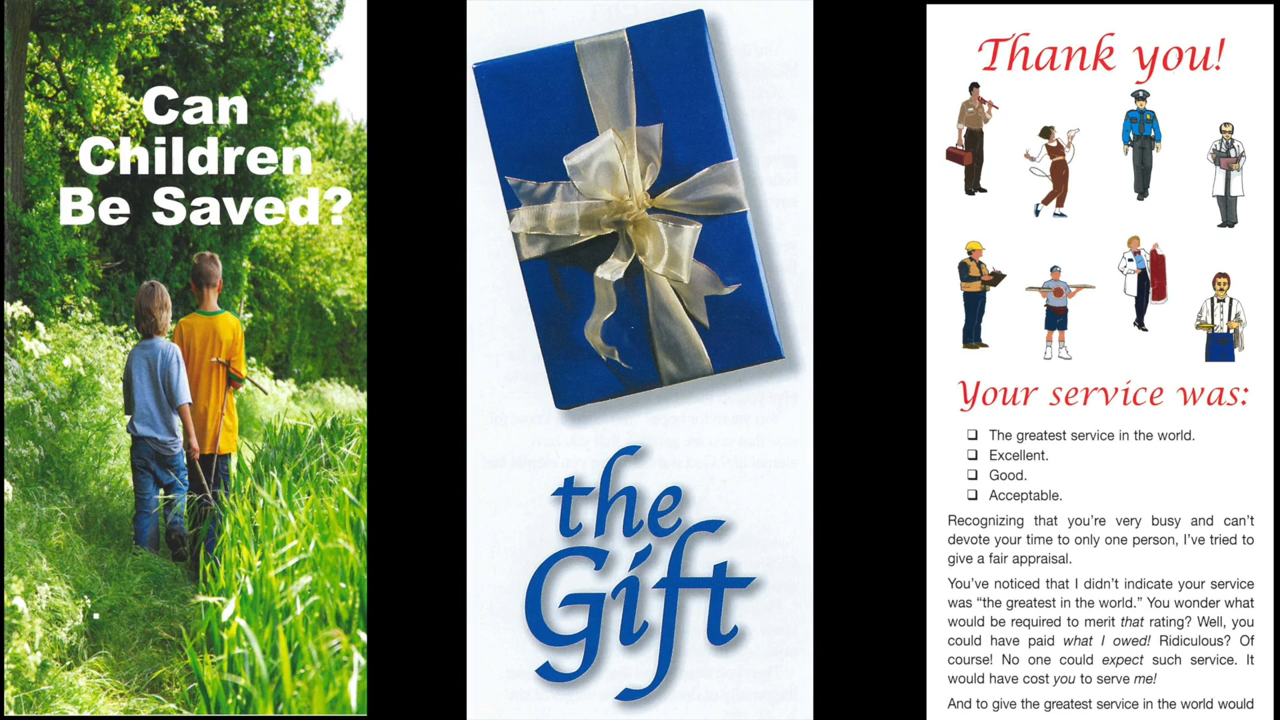 Can
Children
Be Saved?
the
Gift
Thank you!
Your service was:
❑ The greatest service in the world.
❑ Excellent.
❑ Good.
❑ Acceptable.
Recognizing that you're very busy and can't
devote your time to only one person, I've tried to
give a fair appraisal.
You've noticed that I didn't indicate your service
was “the greatest in the world.” You wonder what
would be required to merit that rating? Well, you
could have paid what I owed! Ridiculous? Of
course! No one could expect such service. It
would have cost you to serve me!
And to give the greatest service in the world would